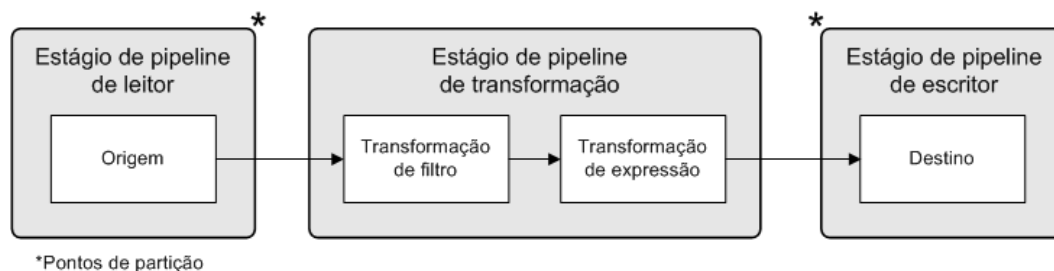 *
*
Estágio de pipeline
de leitor
Estágio de pipeline
de transformação
Estágio de pipeline
de escritor
Origem
Transformação
de filtro
Transformação
de expressão
Destino
*Pontos de partição